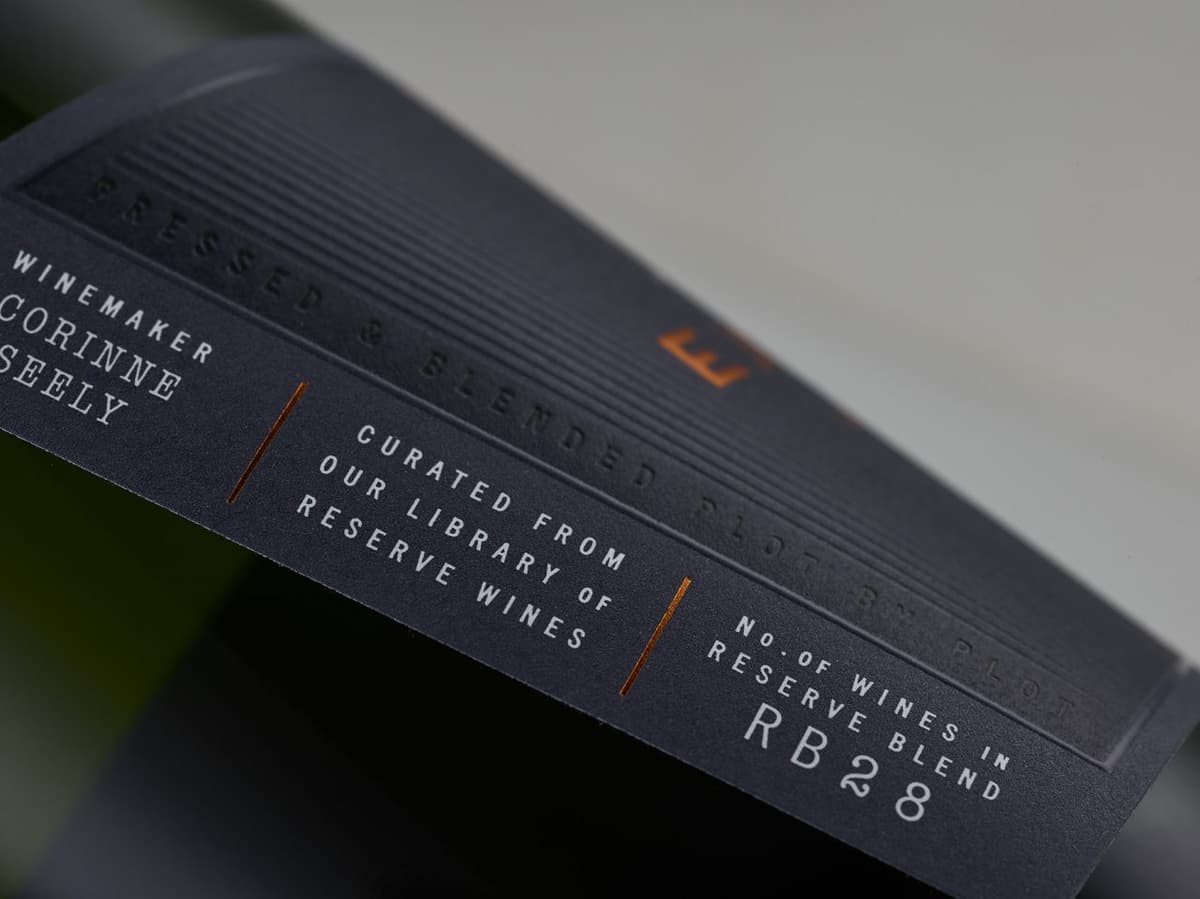 PRESSED & BLENDED PLOT BY PLOT
WINEMAKER
CORINNE
SEELY
CURATED FROM
OUR LIBRARY OF
RESERVE WINES
No. OF WINES IN
RESERVE BLEND
RB28